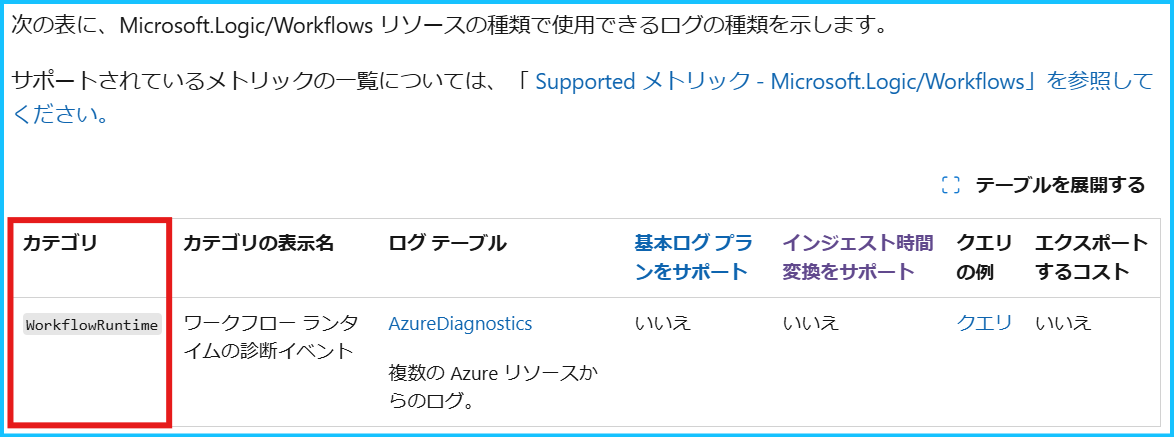 次の表に、Microsoft.Logic/Workflows リソースの種類で使用できるログの種類を示します。
サポートされているメトリックの一覧については、「 Supported メトリック - Microsoft.Logic/Workflows」を参照して
ください。
テーブルを展開する
カテゴリ
カテゴリの表示名
ログ テーブル
基本ログ プラ
ンをサポート
インジェスト時間
変換をサポート
クエリ
の例
エクスポート
するコスト
WorkflowRuntime
ワークフロー ランタ
イムの診断イベント
AzureDiagnostics
複数の Azure リソースか
らのログ。
いいえ
いいえ
クエリ
いいえ